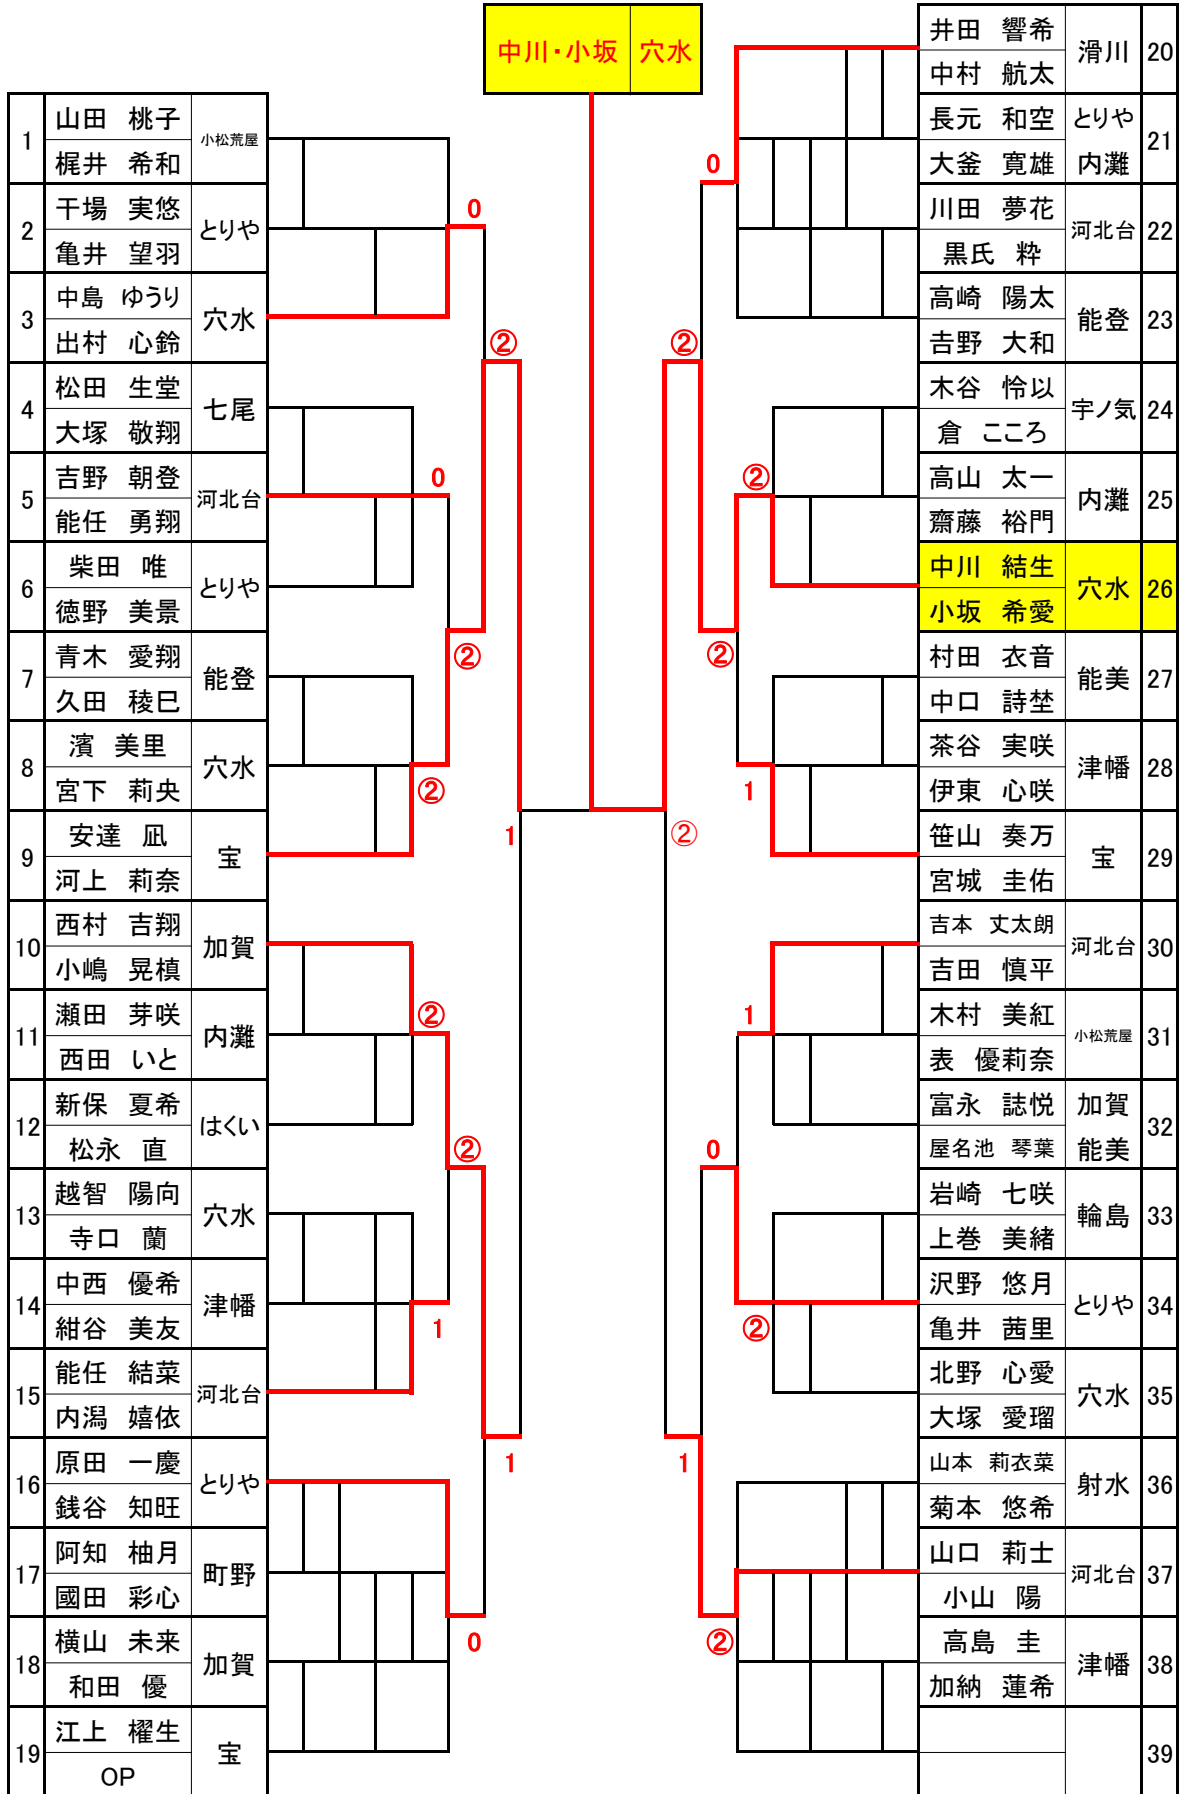 中川・小坂 穴水
1 山田 桃子 小松荒屋
梶井 希和
2 干場 実悠 とりや
亀井 望羽
3 中島 ゆうり 穴水
出村 心鈴
4 松田 生堂 七尾
大塚 敬翔
5 吉野 朝登 河北台
能任 勇翔
6 柴田 唯 とりや
徳野 美景
7 青木 愛翔 能登
久田 稜巳
8 濱 美里 穴水
宮下 莉央
9 安達 凪 宝
河上 莉奈
10 西村 吉翔 加賀
小嶋 晃槙
11 瀬田 芽咲 内灘
西田 いと
12 新保 夏希 はくい
松永 直
13 越智 陽向 穴水
寺口 蘭
14 中西 優希 津幡
紺谷 美友
15 能任 結菜 河北台
内潟 嬉依
16 原田 一慶 とりや
銭谷 知旺
17 阿知 柚月 町野
國田 彩心
18 横山 未来 加賀
和田 優
19 江上 櫂生 宝
OP
0
②
0
②
②
1
②
②
1
1
0
0
②
②
②
1
②
1
1
0
②
1
②
井田 響希 滑川 20
中村 航太
長元 和空 とりや 21
大釜 寛雄 内灘
川田 夢花 河北台 22
黒氏 粋
高崎 陽太 能登 23
吉野 大和
木谷 怜以 宇ノ気 24
倉 こころ
高山 太一 内灘 25
齋藤 裕門
中川 結生 穴水 26
小坂 希愛
村田 衣音 能美 27
中口 詩埜
茶谷 実咲 津幡 28
伊東 心咲
笹山 奏万 宝 29
宮城 圭佑
吉本 丈太朗 河北台 30
吉田 慎平
木村 美紅 小松荒屋 31
表 優莉奈
富永 誌悦 加賀 32
屋名池 琴葉 能美
岩崎 七咲 輪島 33
上巻 美緒
沢野 悠月 とりや 34
亀井 茜里
北野 心愛 穴水 35
大塚 愛瑠
山本 莉衣菜 射水 36
菊本 悠希
山口 莉士 河北台 37
小山 陽
高島 圭 津幡 38
加納 蓮希
39